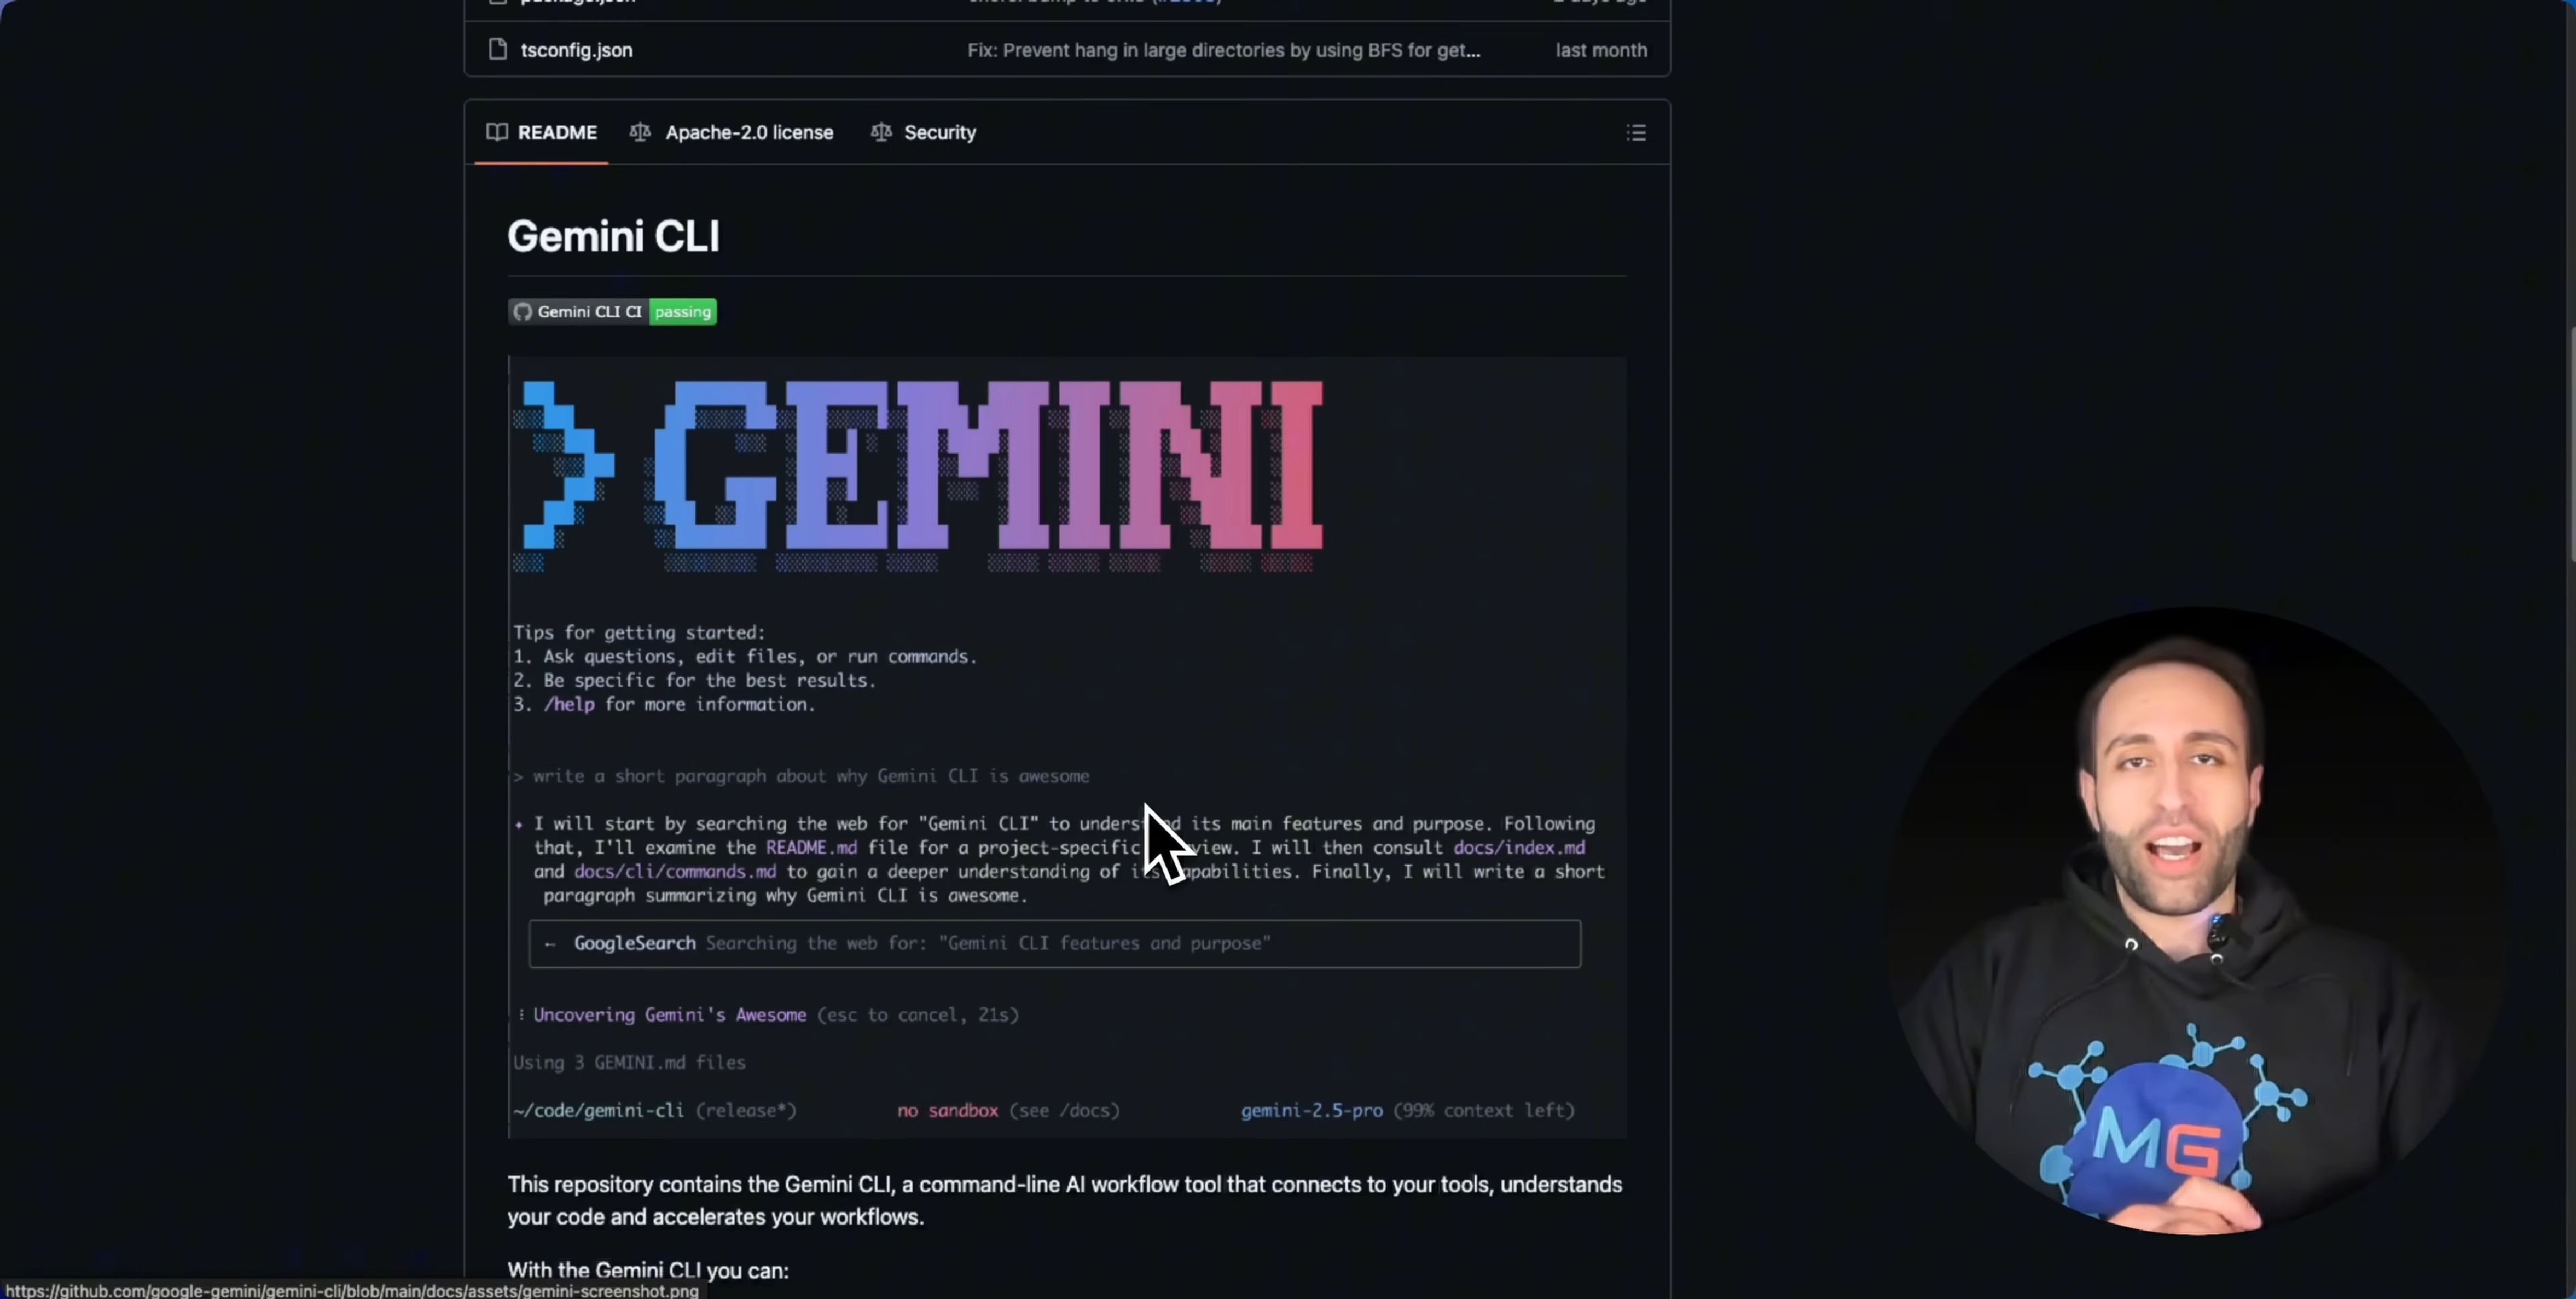 package.json
tsconfig.json Fix: Prevent hang in large directories by using BFS for get... last month
README Apache-2.0 license Security
Gemini CLI
Gemini CLI CI passing
> GEMINI
Tips for getting started:
1. Ask questions, edit files, or run commands.
2. Be specific for the best results.
3. /help for more information.
> write a short paragraph about why Gemini CLI is awesome
✦ I will start by searching the web for "Gemini CLI" to understand its main features and purpose. Following
that, I'll examine the README.md file for a project-specific view. I will then consult docs/index.md
and docs/cli/commands.md to gain a deeper understanding of its capabilities. Finally, I will write a short
paragraph summarizing why Gemini CLI is awesome.
← GoogleSearch Searching the web for: "Gemini CLI features and purpose"
⠇Uncovering Gemini's Awesome (esc to cancel, 21s)
Using 3 GEMINI.md files
~/code/gemini-cli (release*) no sandbox (see /docs) gemini-2.5-pro (99% context left)
This repository contains the Gemini CLI, a command-line AI workflow tool that connects to your tools, understands
your code and accelerates your workflows.
With the Gemini CLI you can:
https://github.com/google-gemini/gemini-cli/blob/main/docs/assets/gemini-screenshot.png
MG